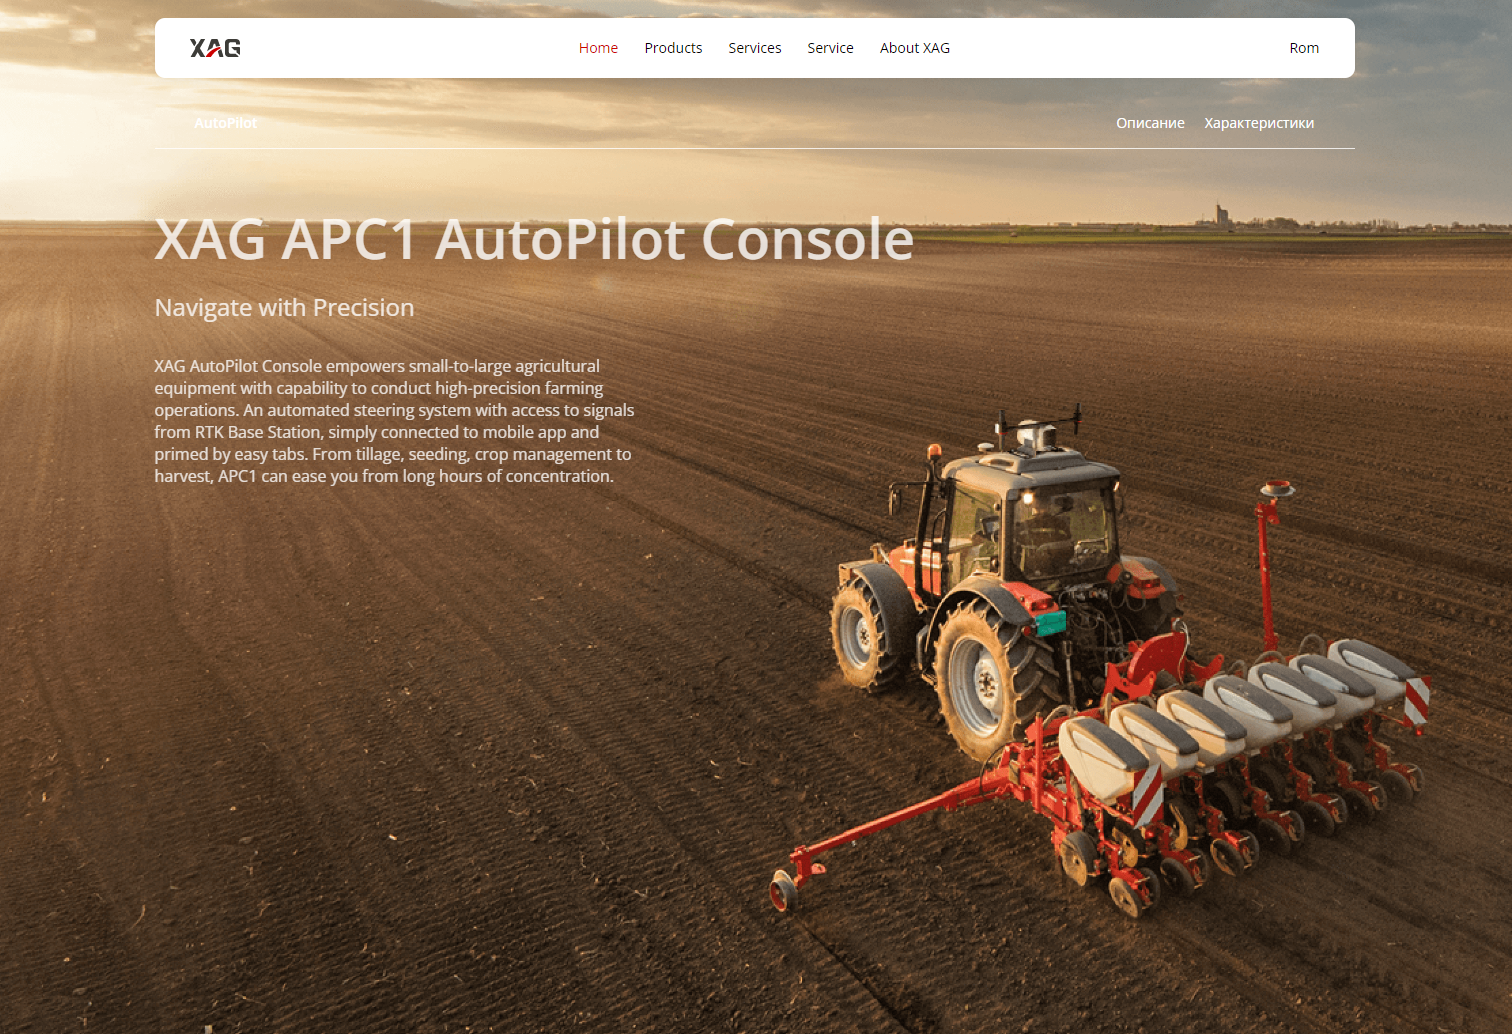 XAG
Home Products Services Service About XAG Rom
AutoPilot Описание Характеристики
XAG APC1 AutoPilot Console
Navigate with Precision
XAG AutoPilot Console empowers small-to-large agricultural
equipment with capability to conduct high-precision farming
operations. An automated steering system with access to signals
from RTK Base Station, simply connected to mobile app and
primed by easy tabs. From tillage, seeding, crop management to
harvest, APC1 can ease you from long hours of concentration.